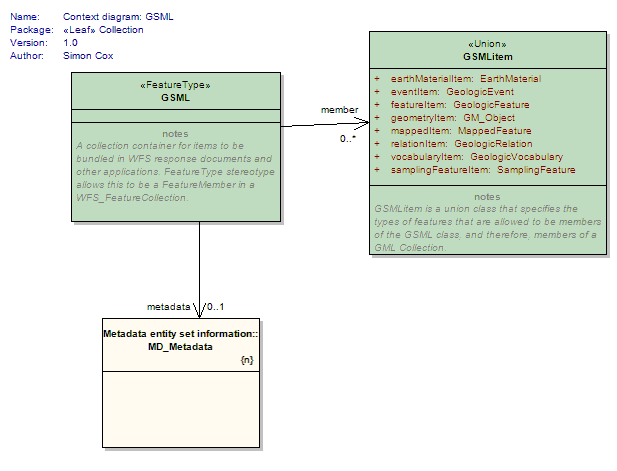 Name: Context diagram: GSML
Package: «Leaf» Collection
Version: 1.0
Author: Simon Cox
«FeatureType»
GSML
notes
A collection container for items to be
bundled in WFS response documents and
other applications. FeatureType stereotype
allows this to be a FeatureMember in a
WFS_FeatureCollection.
member
0..*
«Union»
GSMLitem
+ earthMaterialItem: EarthMaterial
+ eventItem: GeologicEvent
+ featureItem: GeologicFeature
+ geometryItem: GM_Object
+ mappedItem: MappedFeature
+ relationItem: GeologicRelation
+ vocabularyItem: GeologicVocabulary
+ samplingFeatureItem: SamplingFeature
notes
GSMLitem is a union class that specifies the
types of features that are allowed to be members
of the GSML class, and therefore, members of a
GML Collection.
metadata 0..1
Metadata entity set information::
MD_Metadata
{n}